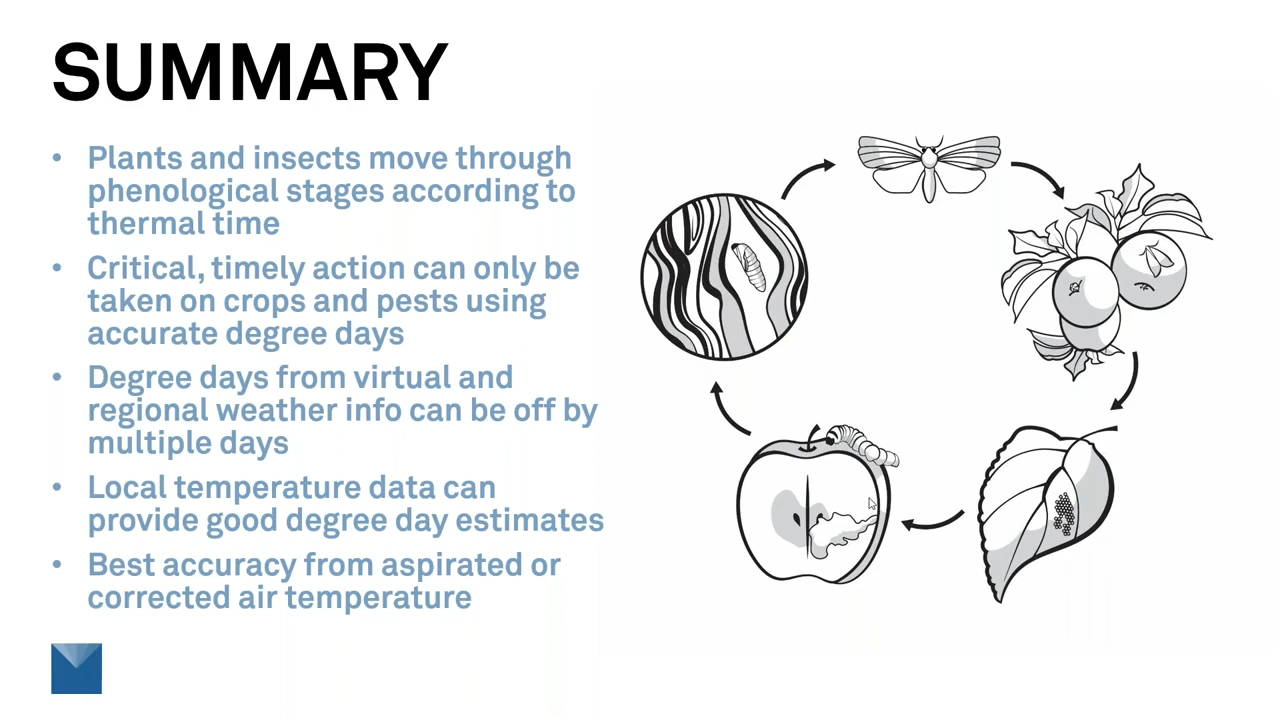 SUMMARY
• Plants and insects move through
phenological stages according to
thermal time
• Critical, timely action can only be
taken on crops and pests using
accurate degree days
• Degree days from virtual and
regional weather info can be off by
multiple days
• Local temperature data can
provide good degree day estimates
• Best accuracy from aspirated or
corrected air temperature